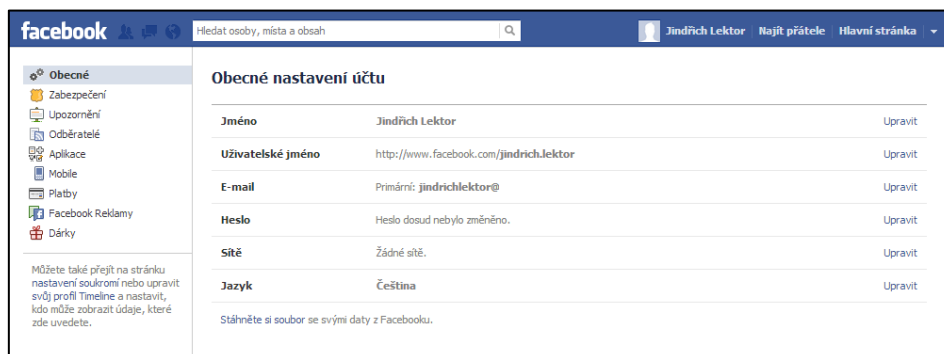 facebook
Hledat osoby, místa a obsah
Jindřich Lektor
Najít přátele
Hlavní stránka
Obecné
Zabezpečení
Upozornění
Odběratelé
Aplikace
Mobile
Platby
Facebook Reklamy
Dárky
Můžete také přejít na stránku
nastavení soukromí nebo upravit
svůj profil Timeline a nastavit,
kdo může zobrazit údaje, které
zde uvedete.
Obecné nastavení účtu
Jméno Jindřich Lektor Upravit
Uživatelské jméno http://www.facebook.com/jindrich.lektor Upravit
E-mail Primární: jindrichlektor@ Upravit
Heslo Heslo dosud nebylo změněno. Upravit
Sítě Žádné sítě. Upravit
Jazyk Čeština Upravit
Stáhněte si soubor se svými daty z Facebooku.